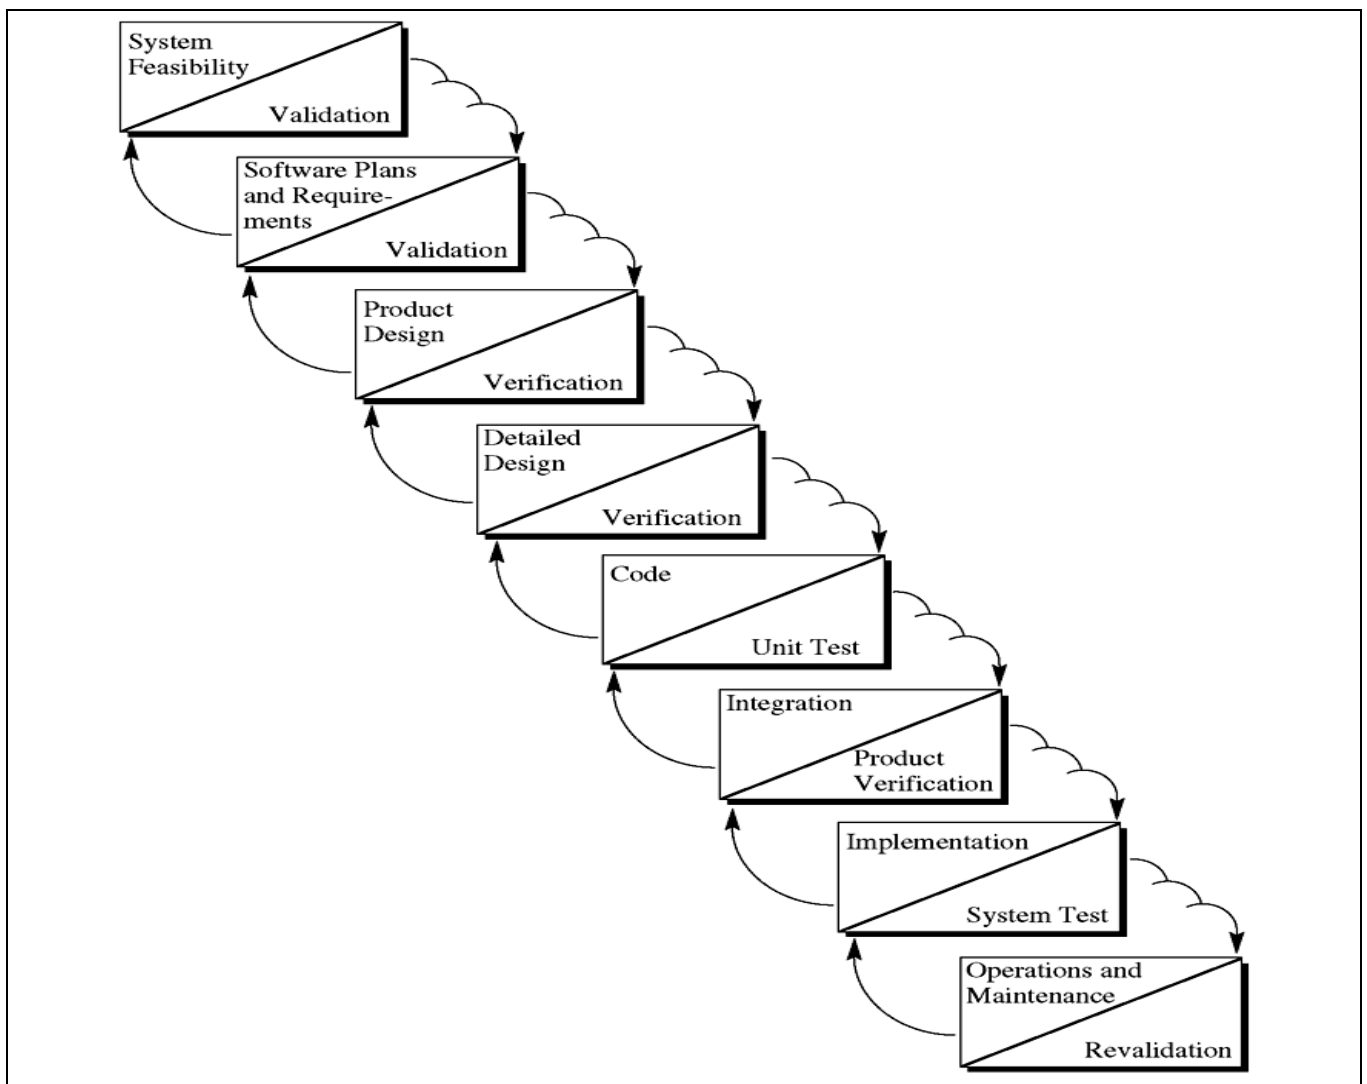 System
Feasibility
Validation
Software Plans
and Require-
ments
Validation
Product
Design
Verification
Detailed
Design
Verification
Code
Unit Test
Integration
Product
Verification
Implementation
System Test
Operations and
Maintenance
Revalidation